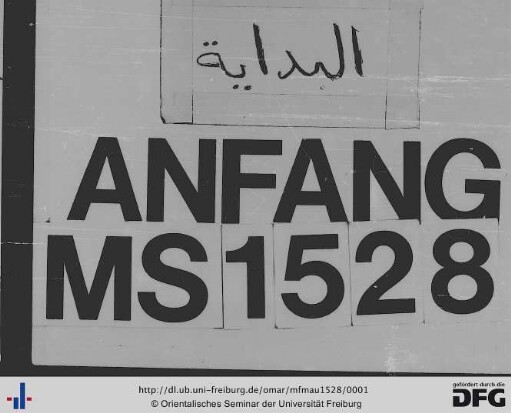 البداية
ANFANG
MS1528
http://dl.ub.uni-freiburg.de/omar/mfmau1528/0001
© Orientalisches Seminar der Universität Freiburg
gefördert durch die
DFG